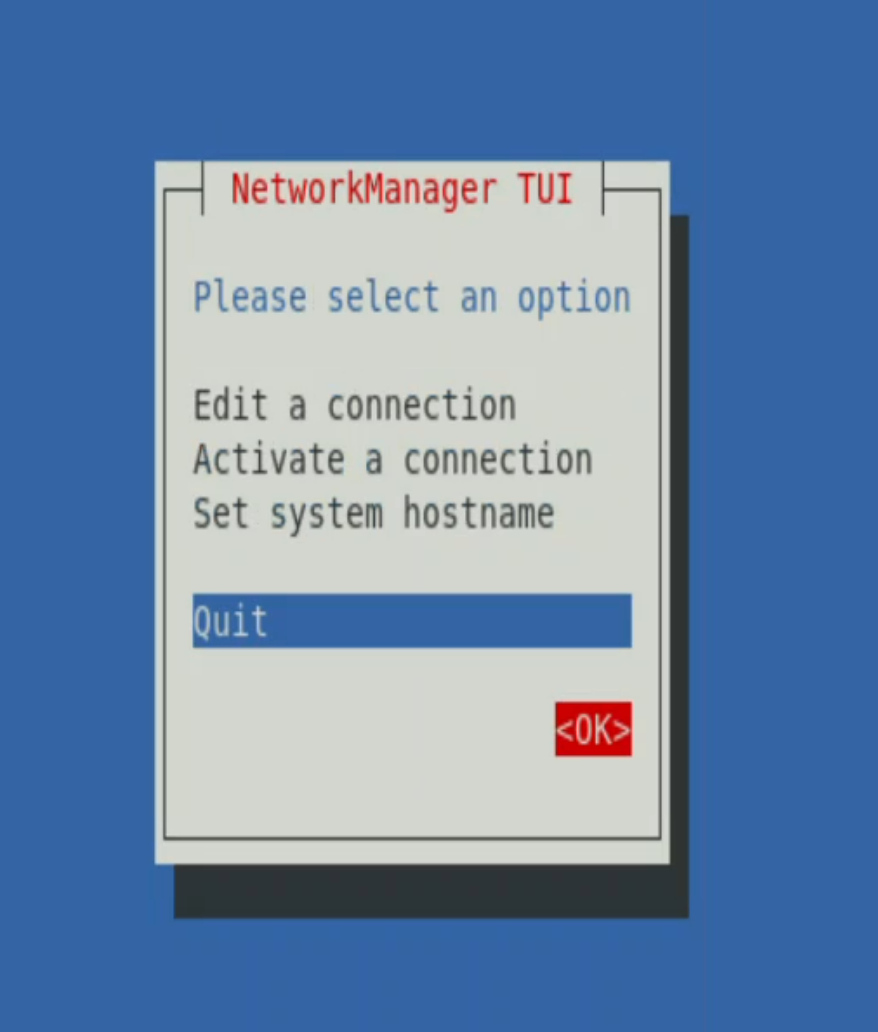 NetworkManager TUI
Please select an option
Edit a connection
Activate a connection
Set system hostname
Quit
<OK>